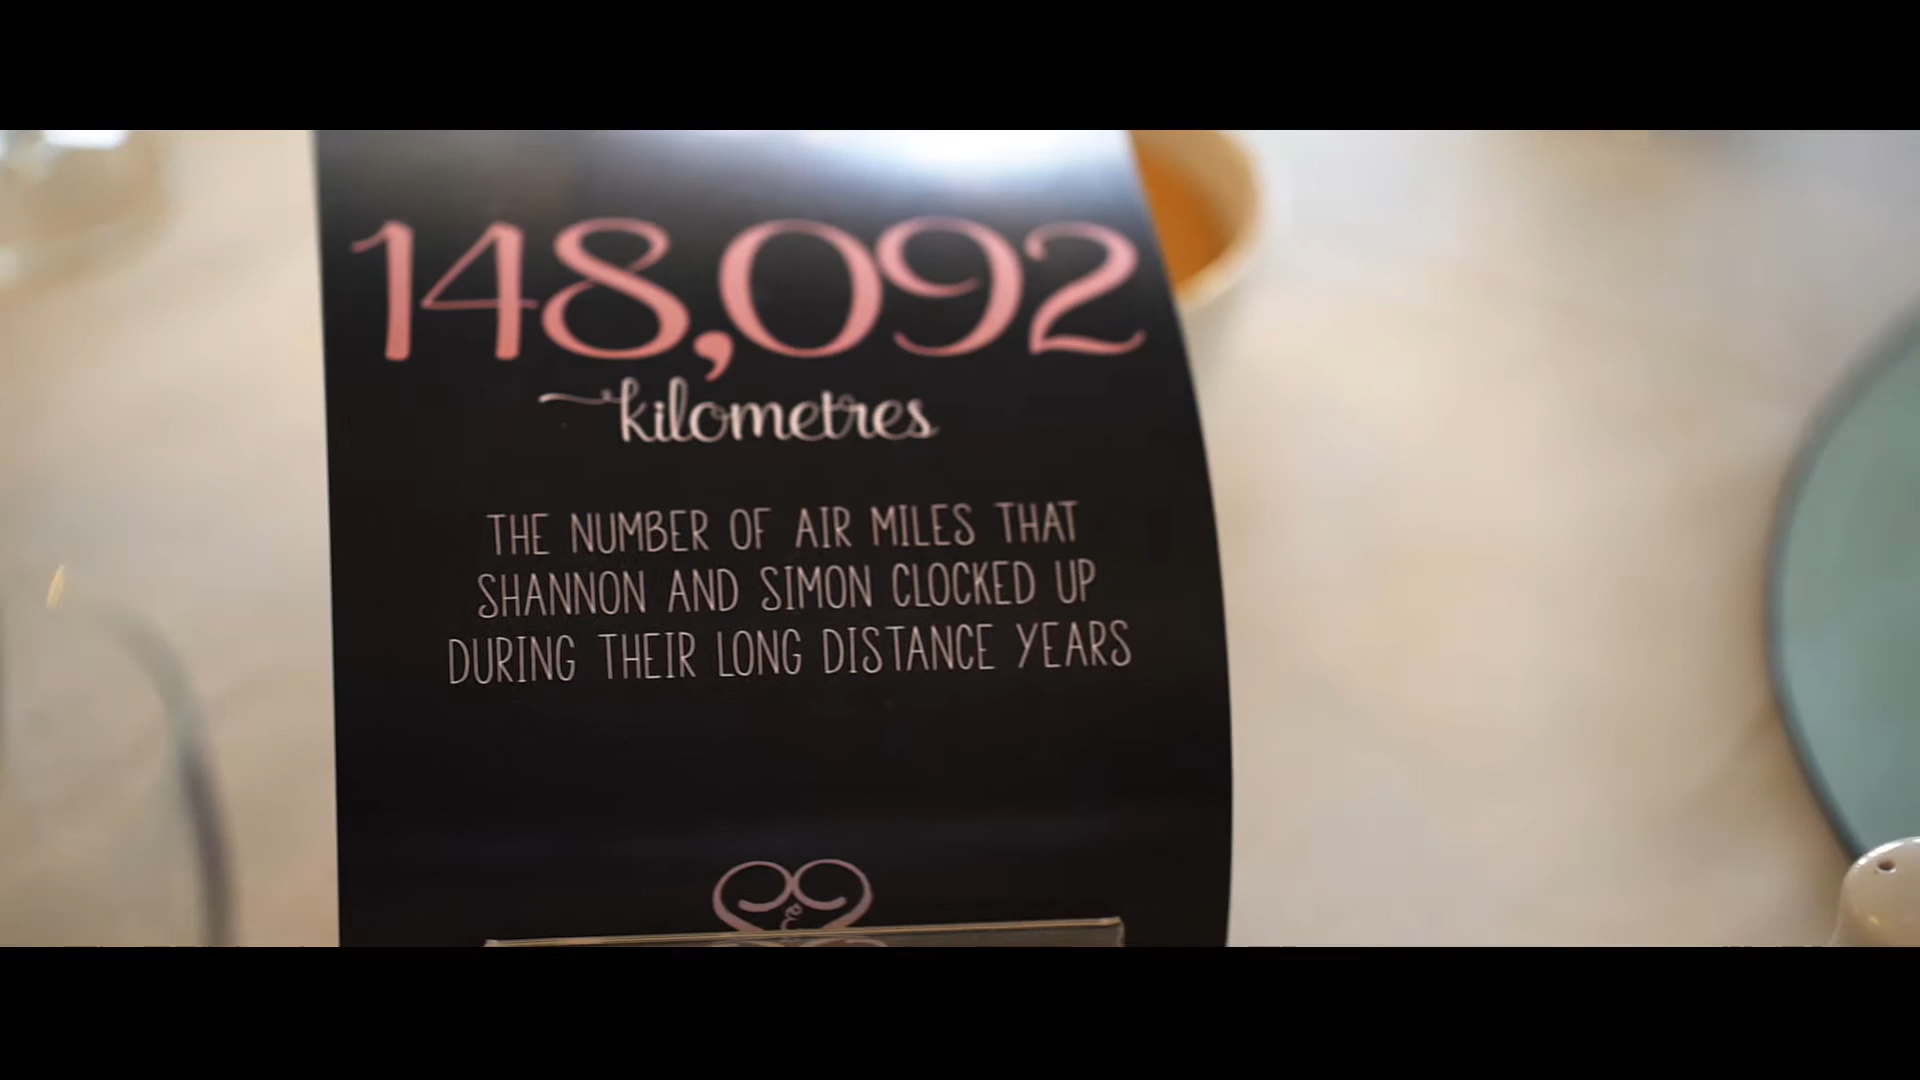 148,092
kilometres
THE NUMBER OF AIR MILES THAT
SHANNON AND SIMON CLOCKED UP
DURING THEIR LONG DISTANCE YEARS